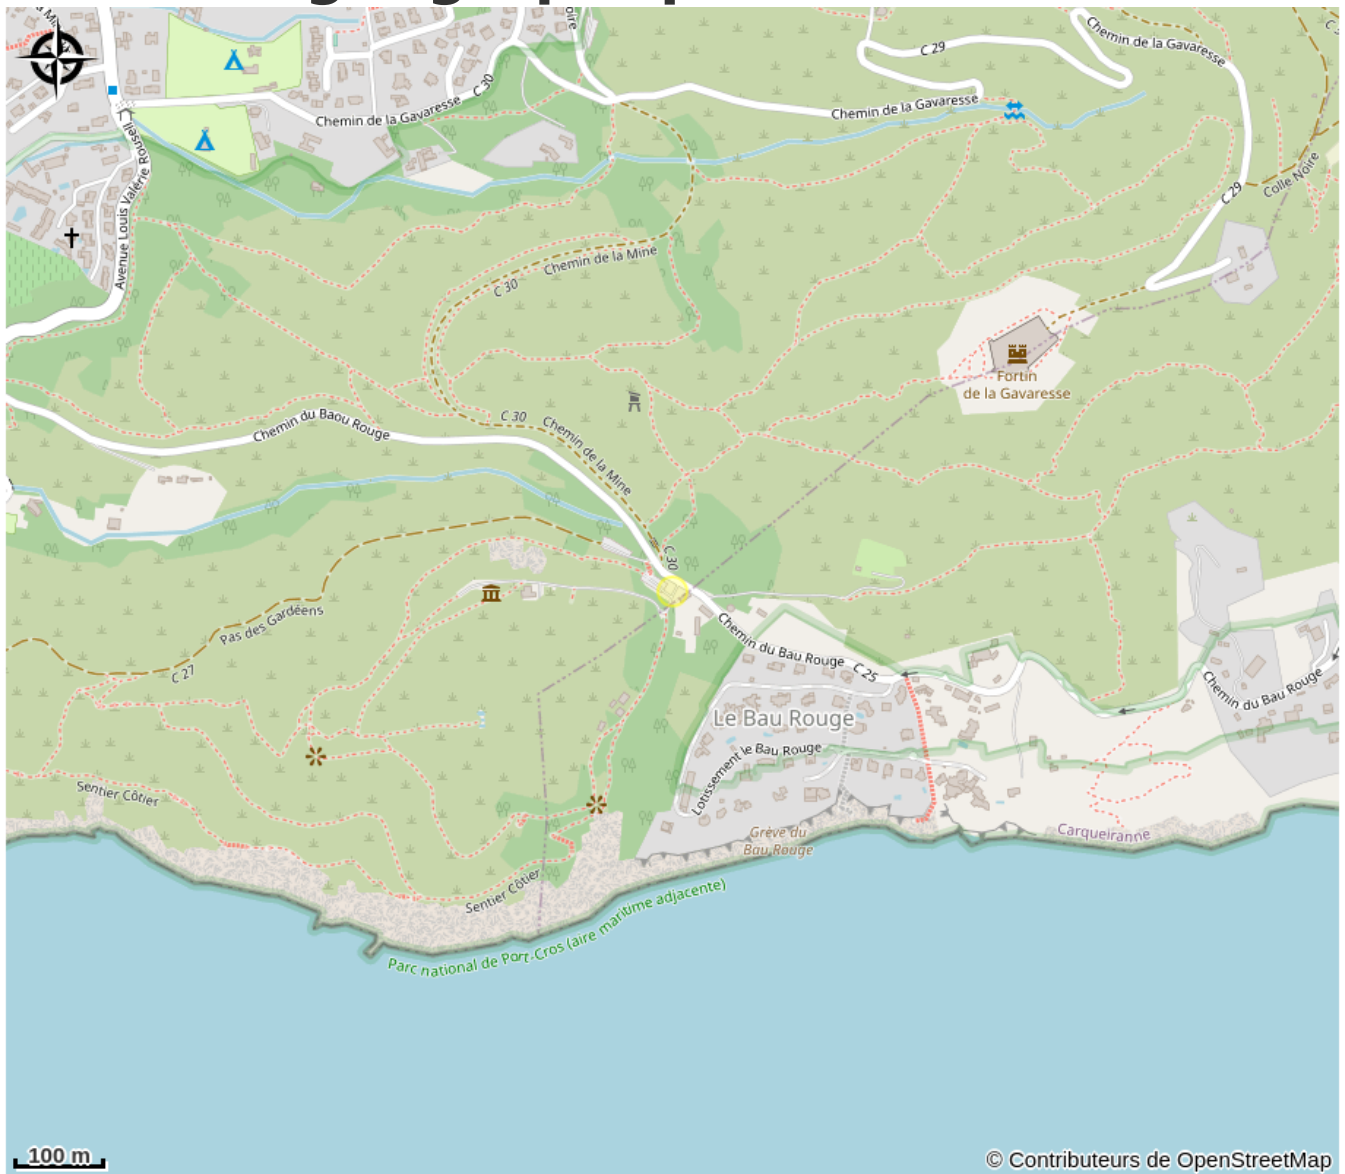 Chemin de la Gavaresse
C 29
C 30
Chemin de la Gavaresse
Chemin de la Gavaresse
Avenue Louis Valérie Roussel
Colle Noire
C 29
Chemin de la Mine
C 30
Fortin
de la Gavaresse
C 30
Chemin du Baou Rouge
Chemin de la Mine
C 30
Pas des Gardéens
C 27
Chemin du Bau Rouge
C 25
Chemin du Bau Rouge
Le Bau Rouge
Lotissement le Bau Rouge
Sentier Côtier
Grève du
Bau Rouge
Carqueiranne
Sentier Côtier
Parc national de Port-Cros (aire maritime adjacente)
100 m
© Contributeurs de OpenStreetMap